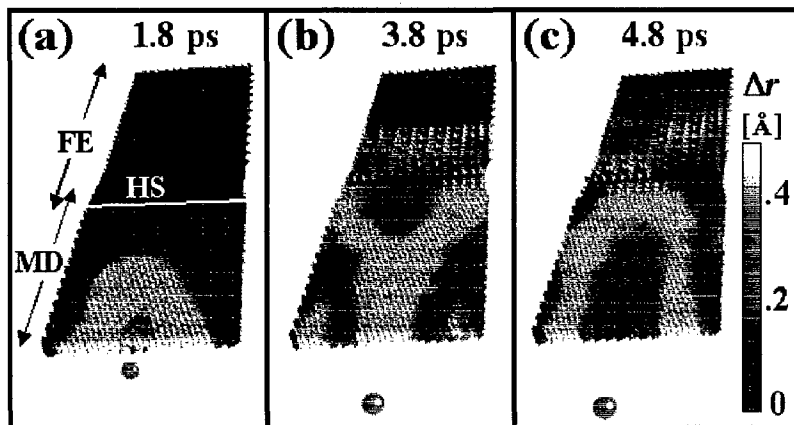 (a) 1.8 ps
(b) 3.8 ps
(c) 4.8 ps
Δr
[Å]
FE
HS
MD
.4
.2
0